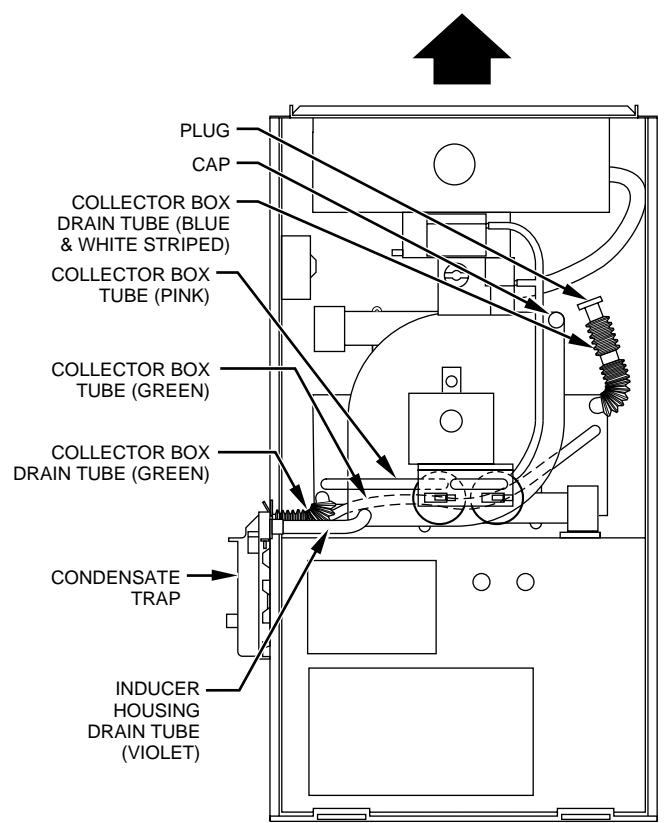 PLUG
CAP
COLLECTOR BOX
DRAIN TUBE (BLUE
& WHITE STRIPED)
COLLECTOR BOX
TUBE (PINK)
COLLECTOR BOX
TUBE (GREEN)
COLLECTOR BOX
DRAIN TUBE (GREEN)
CONDENSATE
TRAP
INDUCER
HOUSING
DRAIN TUBE
(VIOLET)